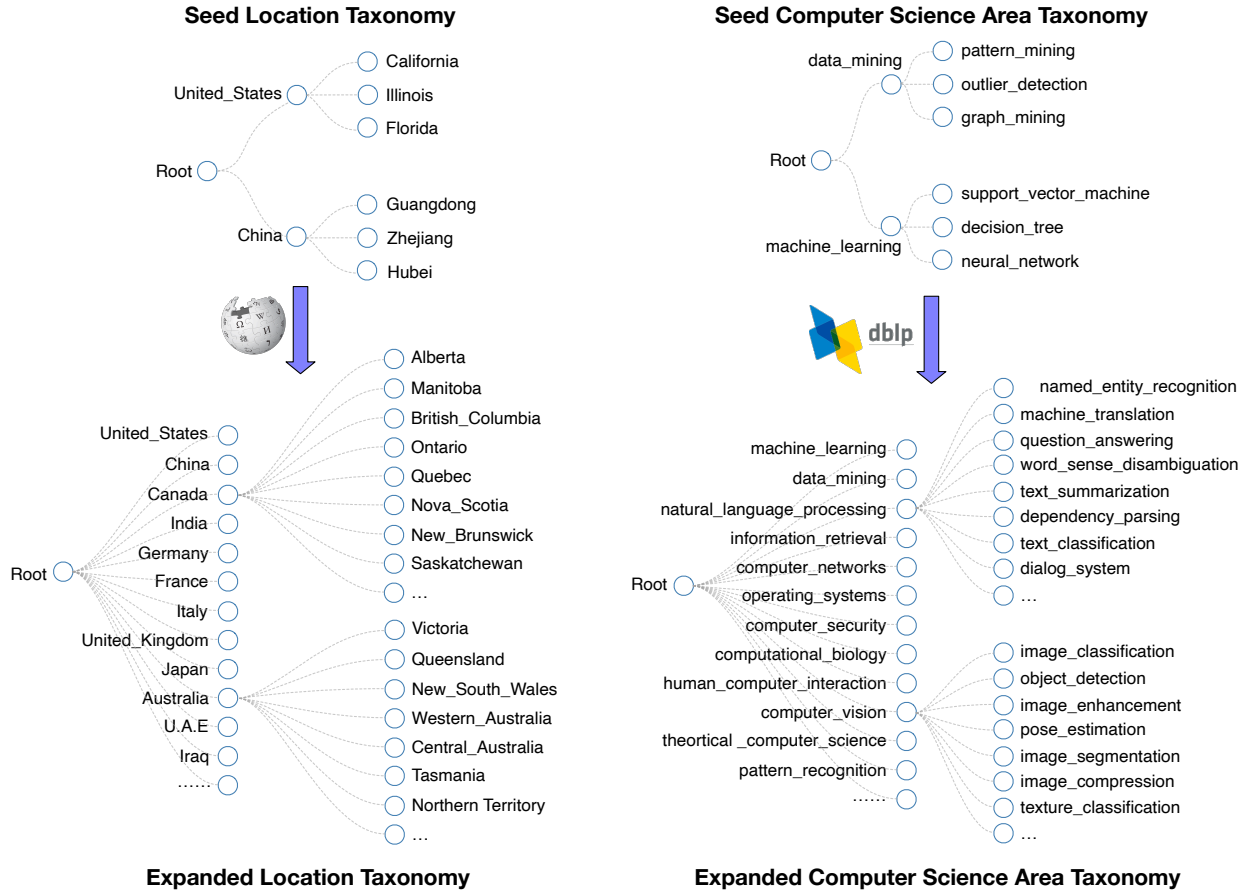 Seed Location Taxonomy
United_States
California
Illinois
Florida
Root
China
Guangdong
Zhejiang
Hubei
Ω
W
И
Alberta
Manitoba
British_Columbia
Ontario
Quebec
Nova_Scotia
New_Brunswick
Saskatchewan
...
United_States
China
Canada
India
Germany
France
Italy
United_Kingdom
Japan
Australia
U.A.E
Iraq
......
Root
Victoria
Queensland
New_South_Wales
Western_Australia
Central_Australia
Tasmania
Northern Territory
...
Expanded Location Taxonomy
Seed Computer Science Area Taxonomy
data_mining
pattern_mining
outlier_detection
graph_mining
Root
machine_learning
support_vector_machine
decision_tree
neural_network
dblp
named_entity_recognition
machine_translation
question_answering
word_sense_disambiguation
text_summarization
dependency_parsing
text_classification
dialog_system
...
machine_learning
data_mining
natural_language_processing
information_retrieval
computer_networks
operating_systems
computer_security
computational_biology
human_computer_interaction
computer_vision
theortical _computer_science
pattern_recognition
......
Root
image_classification
object_detection
image_enhancement
pose_estimation
image_segmentation
image_compression
texture_classification
...
Expanded Computer Science Area Taxonomy